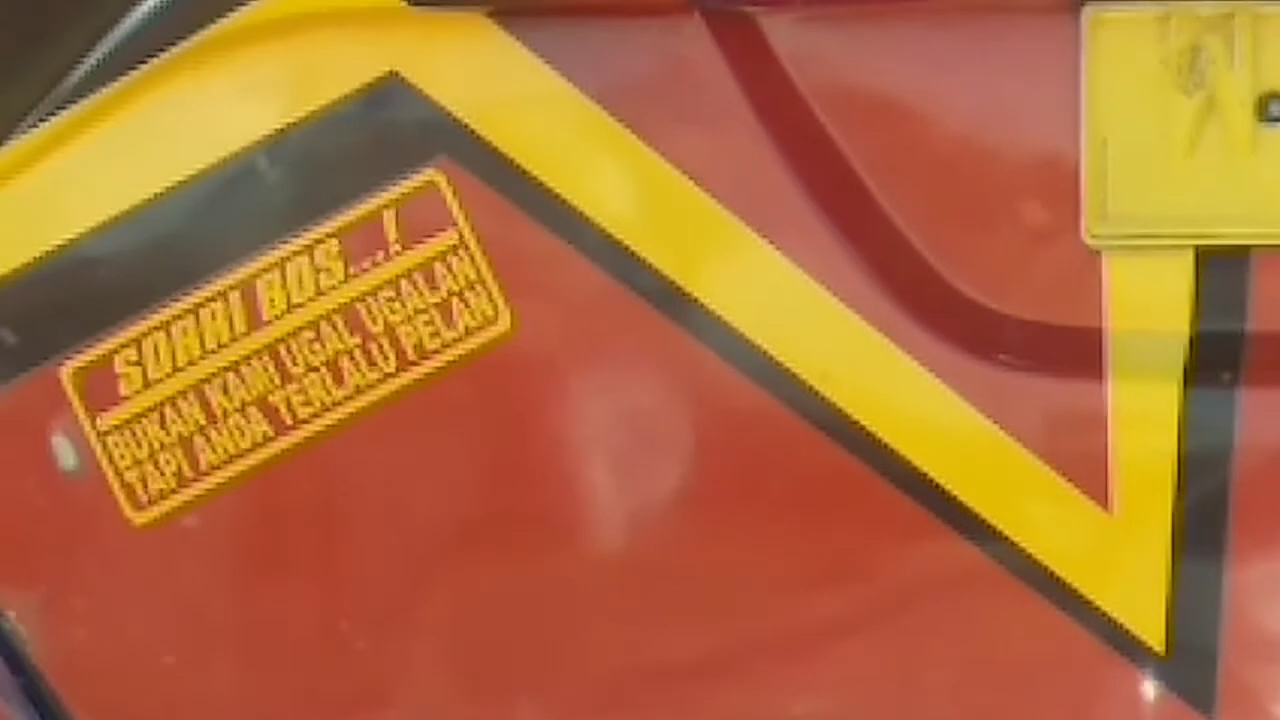 SORRI BOS...!
BUKAN KAMI UGAL UGALAN
TAPI ANDA TERLALU PELAN